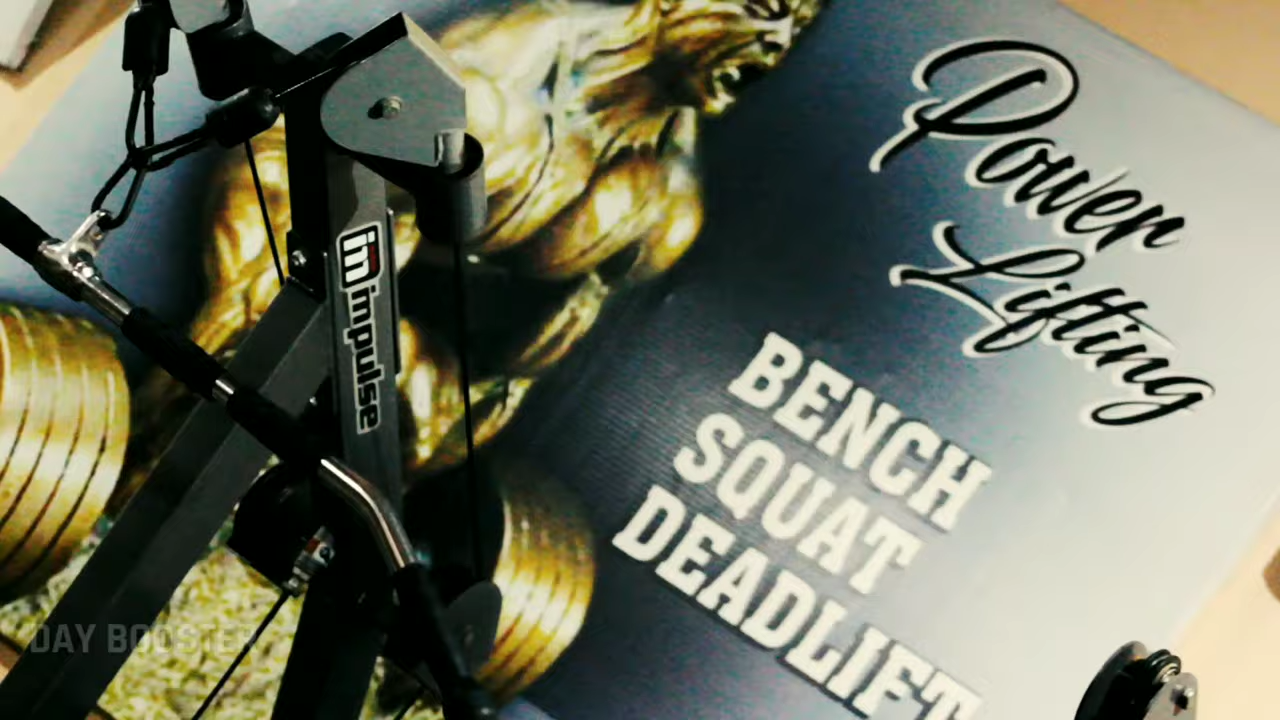 Power
Lifting
BENCH
SQUAT
DEADLIFT
impulse
DAY BOOSTER